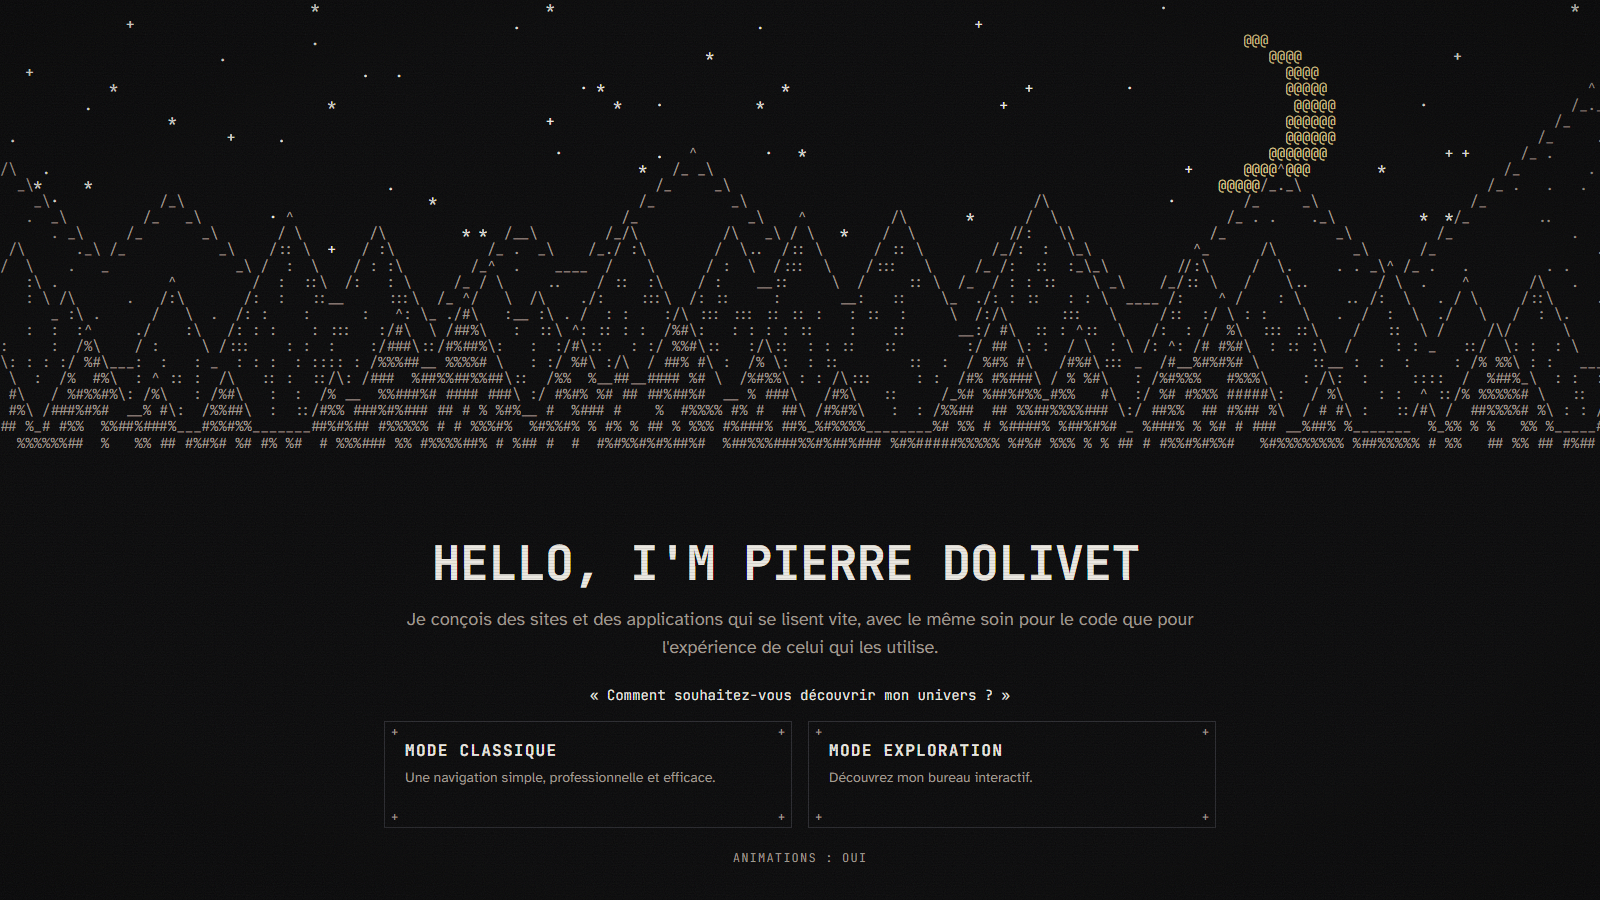 HELLO, I'M PIERRE DOLIVET
Je conçois des sites et des applications qui se lisent vite, avec le même soin pour le code que pour
l'expérience de celui qui les utilise.
« Comment souhaitez-vous découvrir mon univers ? »
MODE CLASSIQUE
Une navigation simple, professionnelle et efficace.
MODE EXPLORATION
Découvrez mon bureau interactif.
ANIMATIONS : OUI